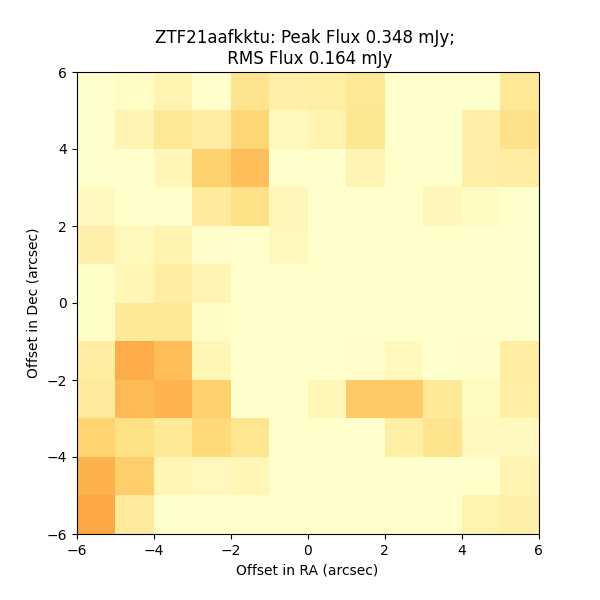 ZTF21aafkktu: Peak Flux 0.348 mJy;
RMS Flux 0.164 mJy
6
4
2
0
−2
−4
−6
Offset in Dec (arcsec)
−6 −4 −2 0 2 4 6
Offset in RA (arcsec)